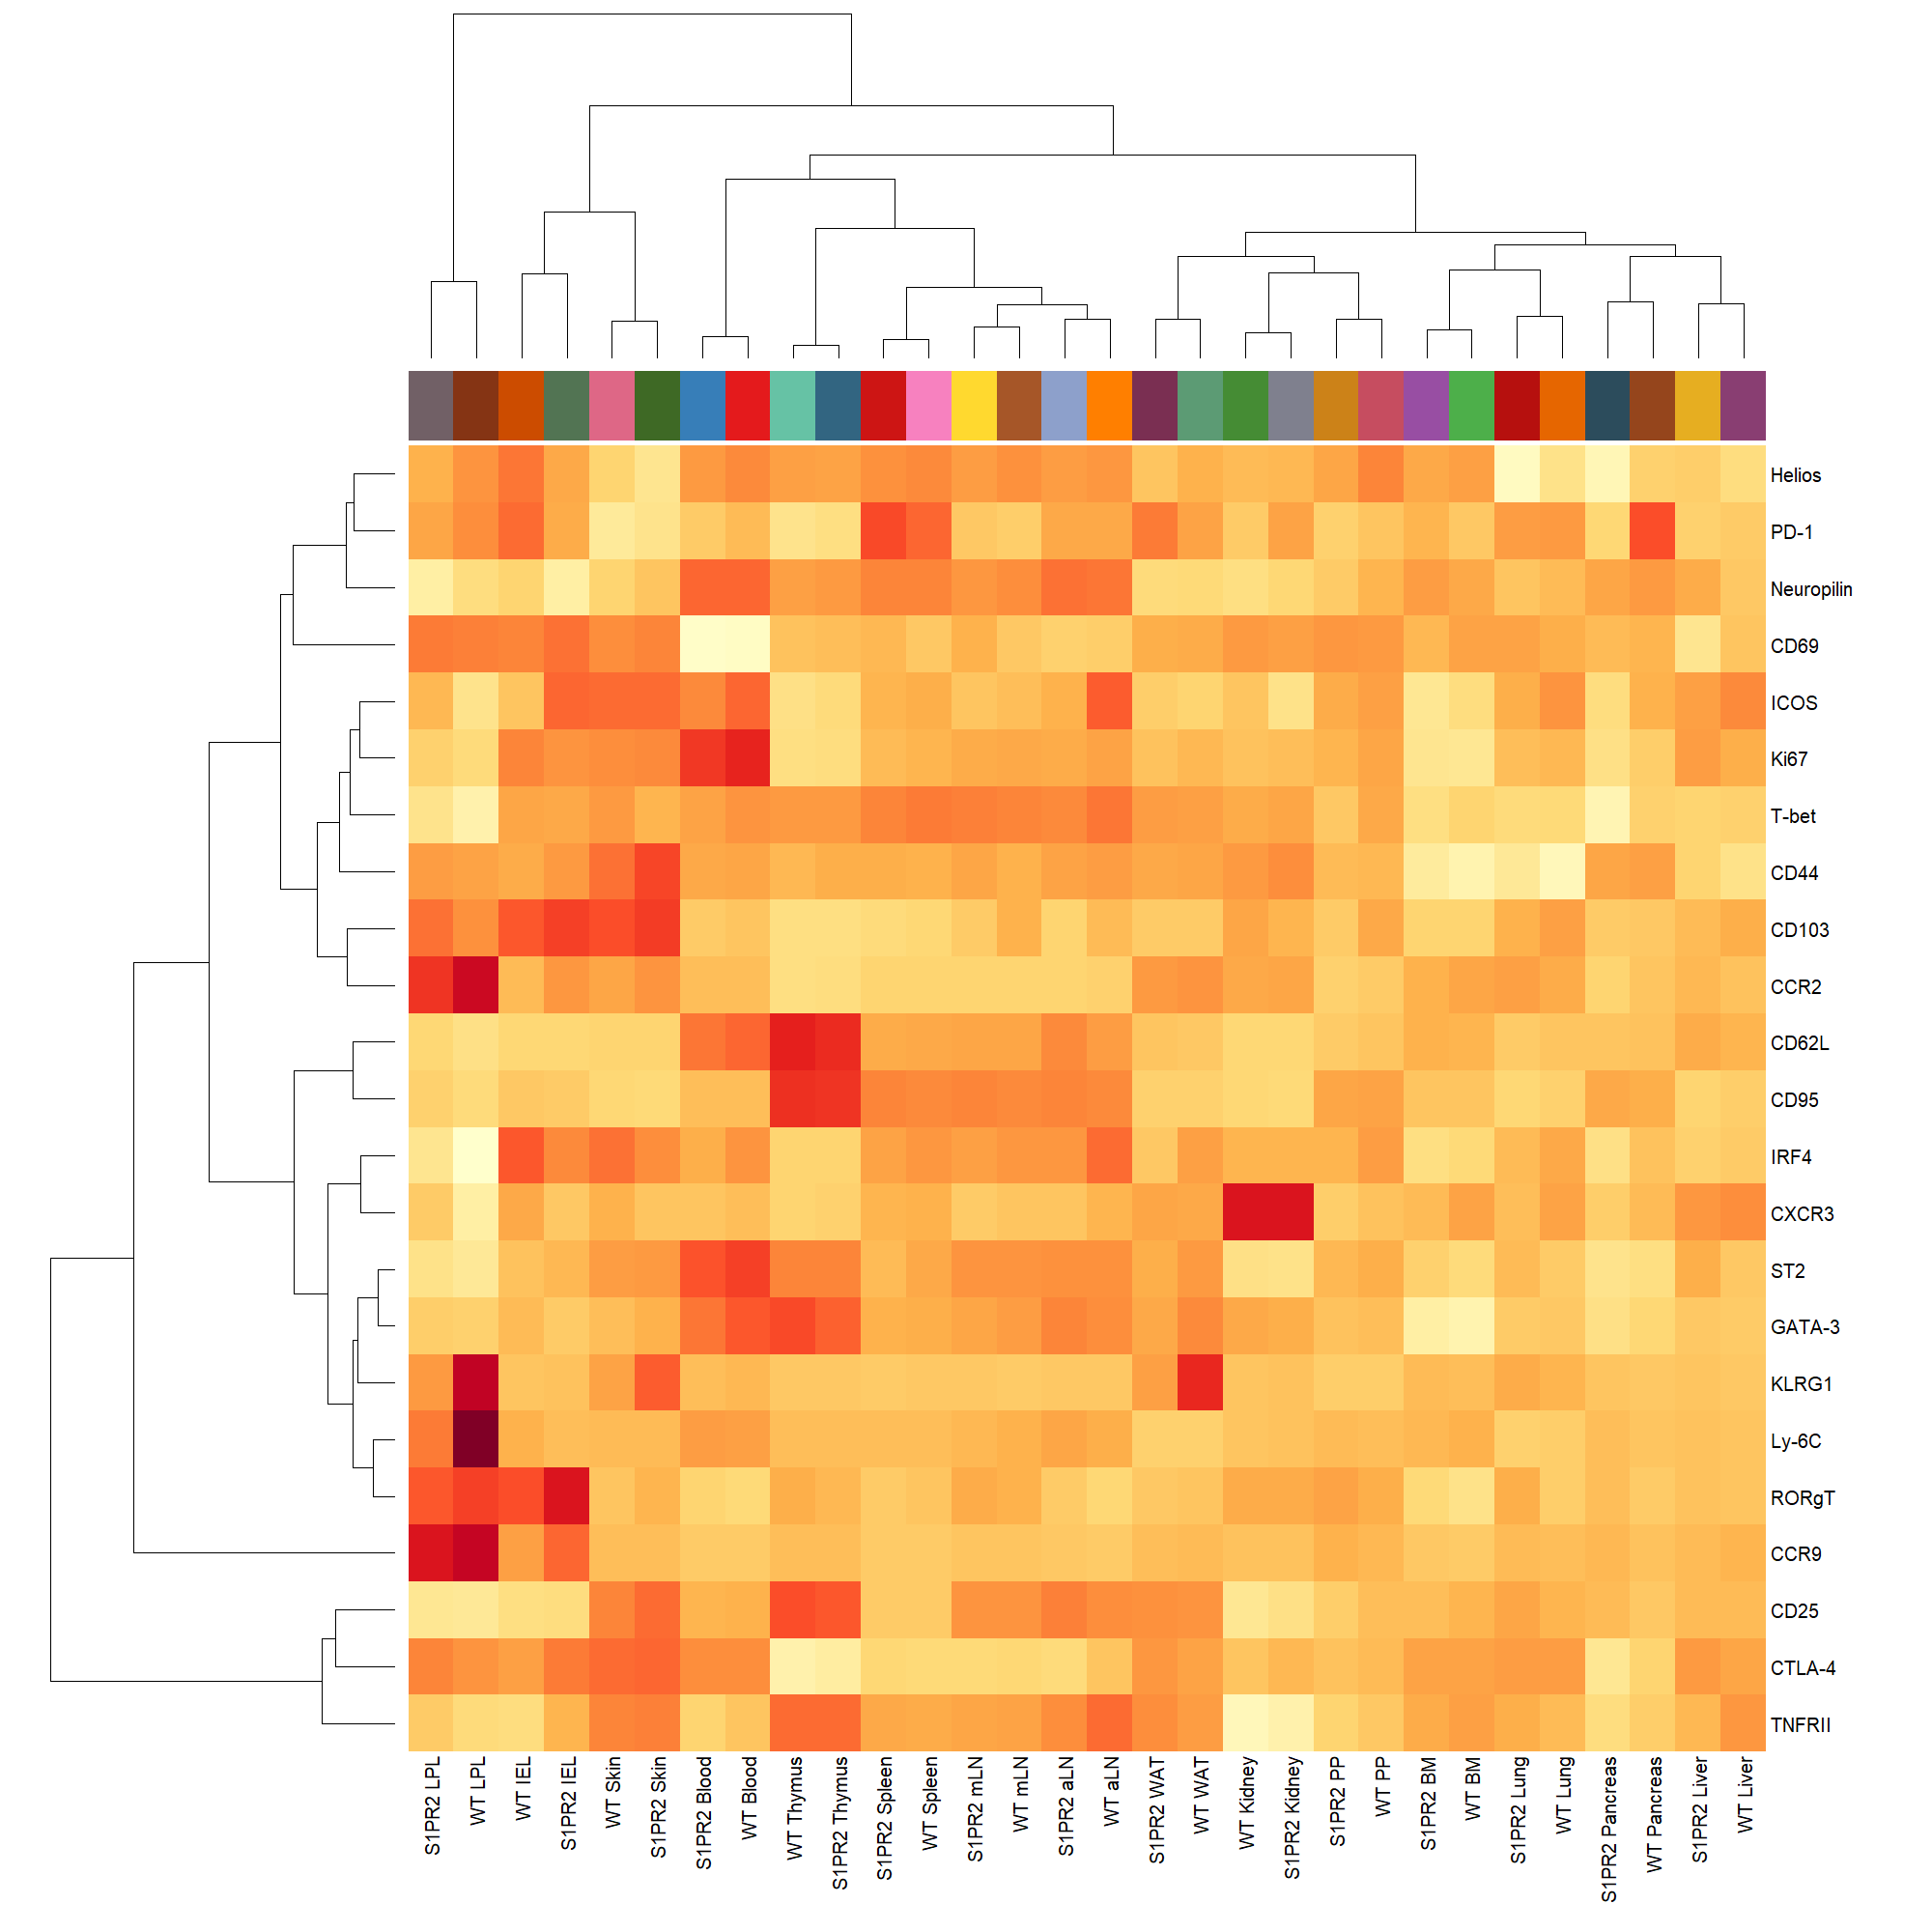 Helios
PD-1
Neuropilin
CD69
ICOS
Ki67
T-bet
CD44
CD103
CCR2
CD62L
CD95
IRF4
CXCR3
ST2
GATA-3
KLRG1
Ly-6C
RORgT
CCR9
CD25
CTLA-4
TNFRII
S1PR2 LPL
WT LPL
WT IEL
S1PR2 IEL
WT Skin
S1PR2 Skin
S1PR2 Blood
WT Blood
WT Thymus
S1PR2 Thymus
S1PR2 Spleen
WT Spleen
S1PR2 mLN
WT mLN
S1PR2 aLN
WT aLN
S1PR2 WAT
WT WAT
WT Kidney
S1PR2 Kidney
S1PR2 PP
WT PP
S1PR2 BM
WT BM
S1PR2 Lung
WT Lung
S1PR2 Pancreas
WT Pancreas
S1PR2 Liver
WT Liver